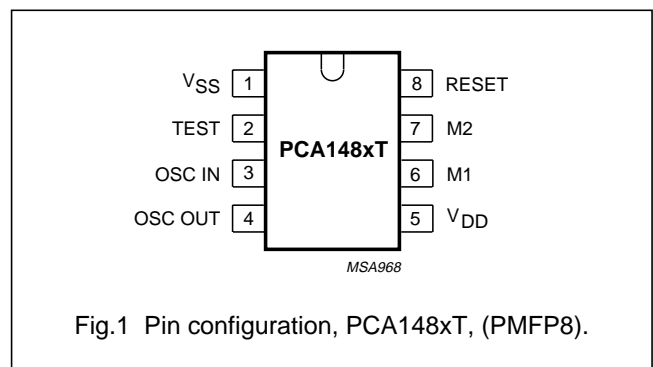 VSS 1 8 RESET
TEST 2 7 M2
PCA148xT
OSC IN 3 6 M1
OSC OUT 4 5 VDD
MSA968
Fig.1 Pin configuration, PCA148xT, (PMFP8).